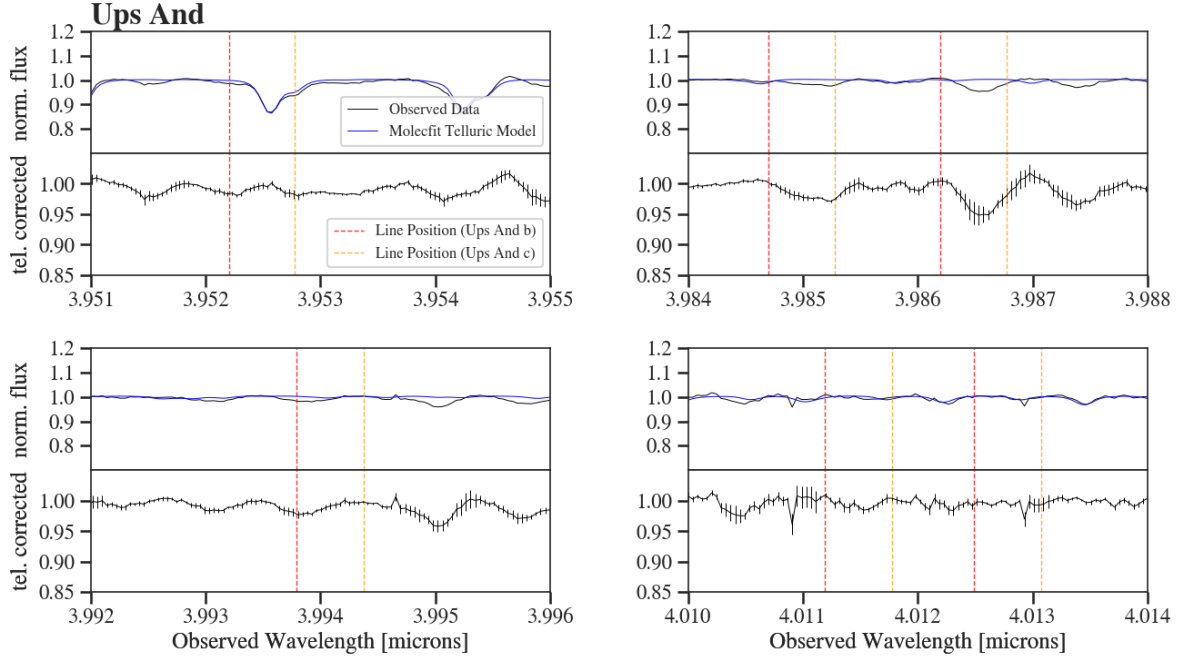 Ups And
norm. flux
1.2
1.1
1.0
0.9
0.8
Observed Data
Molecfit Telluric Model
tel. corrected
1.00
0.95
0.90
0.85
Line Position (Ups And b)
Line Position (Ups And c)
3.951 3.952 3.953 3.954 3.955
1.2
1.1
1.0
0.9
0.8
1.00
0.95
0.90
0.85
3.984 3.985 3.986 3.987 3.988
norm. flux
1.2
1.1
1.0
0.9
0.8
tel. corrected
1.00
0.95
0.90
0.85
3.992 3.993 3.994 3.995 3.996
Observed Wavelength [microns]
1.2
1.1
1.0
0.9
0.8
1.00
0.95
0.90
0.85
4.010 4.011 4.012 4.013 4.014
Observed Wavelength [microns]